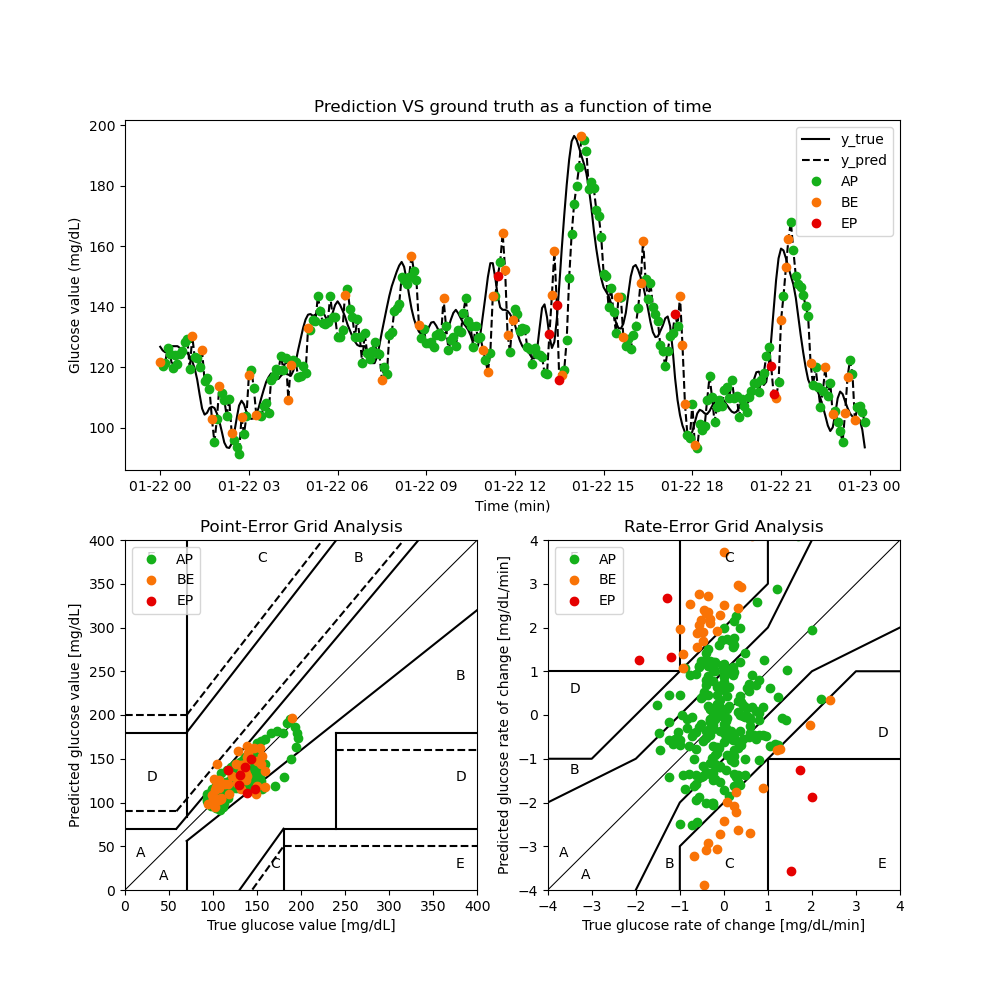 Prediction VS ground truth as a function of time
Glucose value (mg/dL)
200
180
160
140
120
100
y_true
y_pred
AP
BE
EP
01-22 00 01-22 03 01-22 06 01-22 09 01-22 12 01-22 15 01-22 18 01-22 21 01-23 00
Time (min)
Point-Error Grid Analysis
Predicted glucose value [mg/dL]
400
350
300
250
200
150
100
50
0
AP
BE
EP
C B
B
D D
A
A C E
0 50 100 150 200 250 300 350 400
True glucose value [mg/dL]
Rate-Error Grid Analysis
Predicted glucose rate of change [mg/dL/min]
4
3
2
1
0
−1
−2
−3
−4
AP
BE
EP
C
D
D
B
A
A B C E
−4 −3 −2 −1 0 1 2 3 4
True glucose rate of change [mg/dL/min]